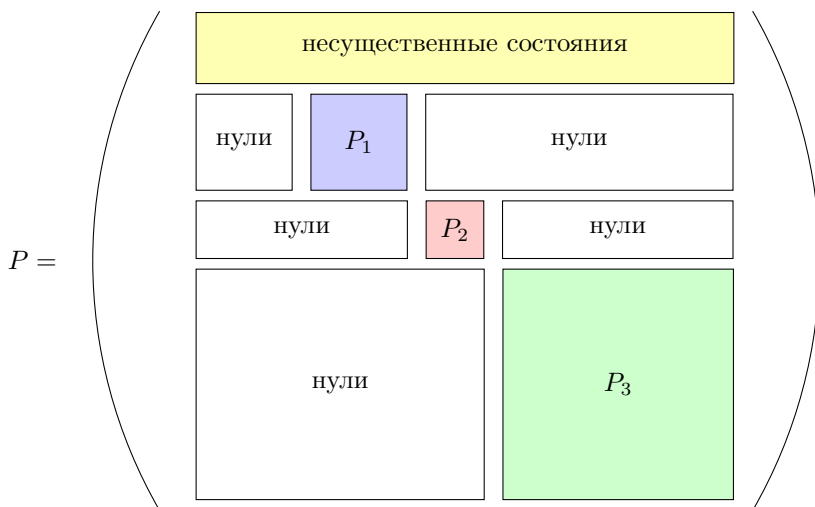 несущественные состояния
нули P₁ нули
нули P₂ нули
P =
нули P₃